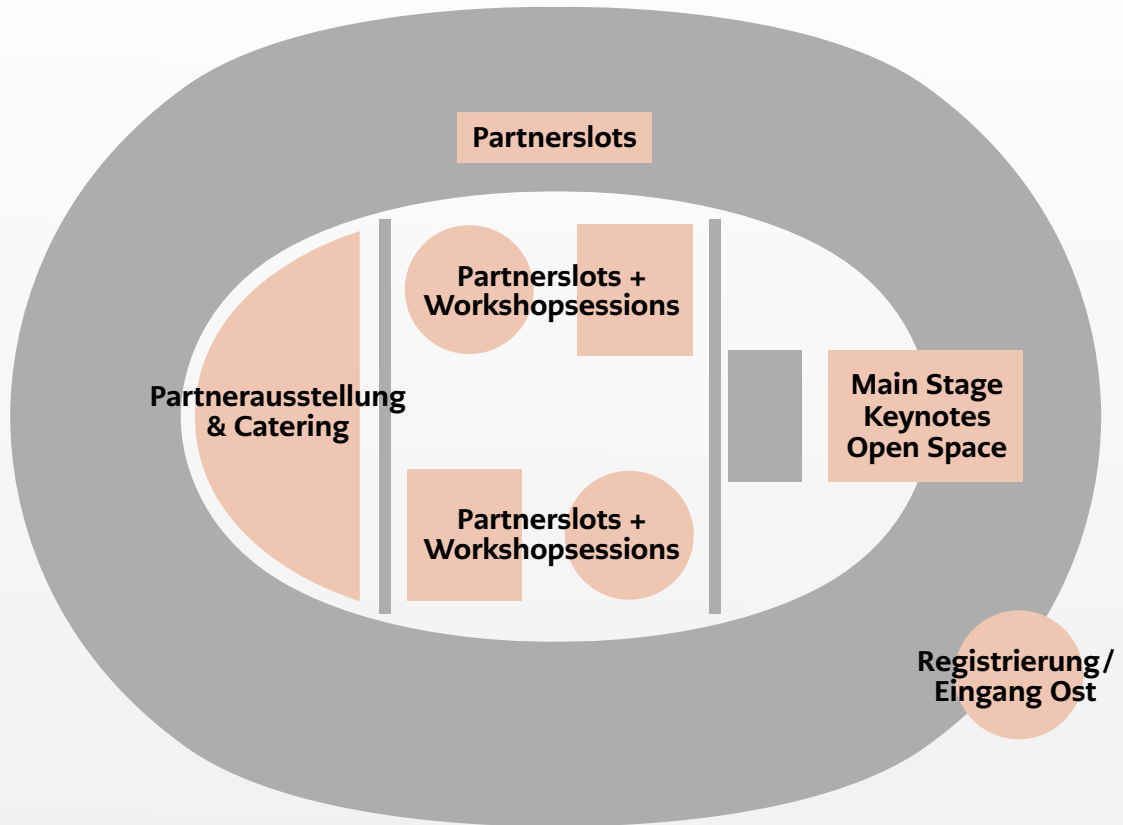 Partnerslots
Partnerslots +
Workshopsessions
Partnerausstellung
& Catering
Main Stage
Keynotes
Open Space
Partnerslots +
Workshopsessions
Registrierung/
Eingang Ost